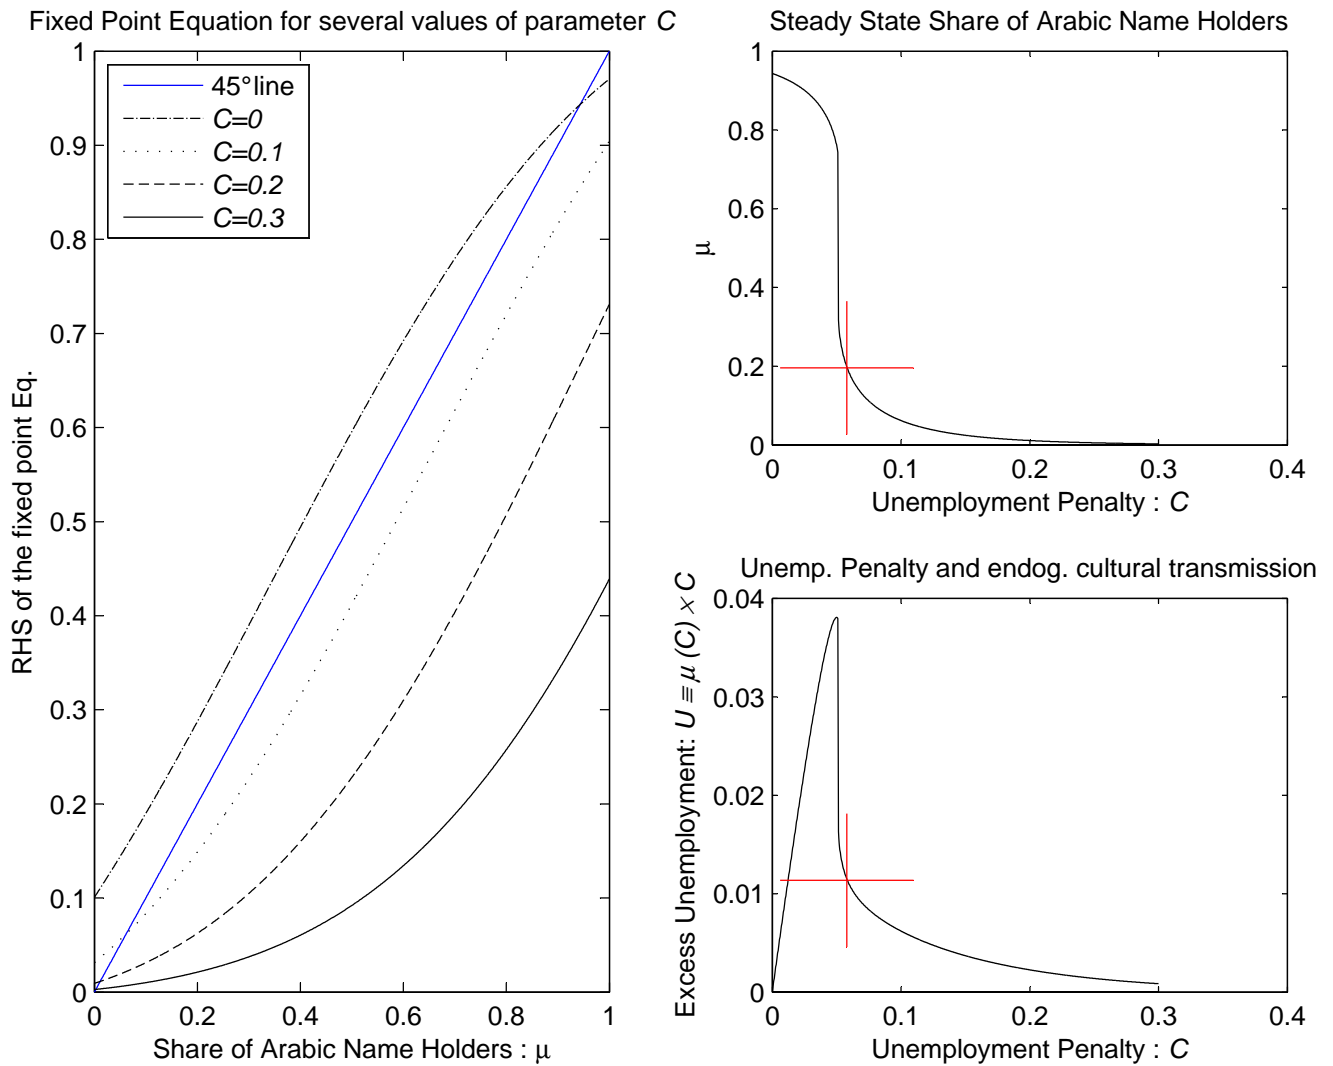 Fixed Point Equation for several values of parameter C
45° line
C=0
C=0.1
C=0.2
C=0.3
1
0.9
0.8
0.7
0.6
0.5
0.4
0.3
0.2
0.1
0
RHS of the fixed point Eq.
0 0.2 0.4 0.6 0.8 1
Share of Arabic Name Holders : μ
Steady State Share of Arabic Name Holders
1
0.8
0.6
0.4
0.2
0
μ
0 0.1 0.2 0.3 0.4
Unemployment Penalty : C
Unemp. Penalty and endog. cultural transmission
0.04
0.03
0.02
0.01
0
Excess Unemployment: U ≡ μ (C) × C
0 0.1 0.2 0.3 0.4
Unemployment Penalty : C